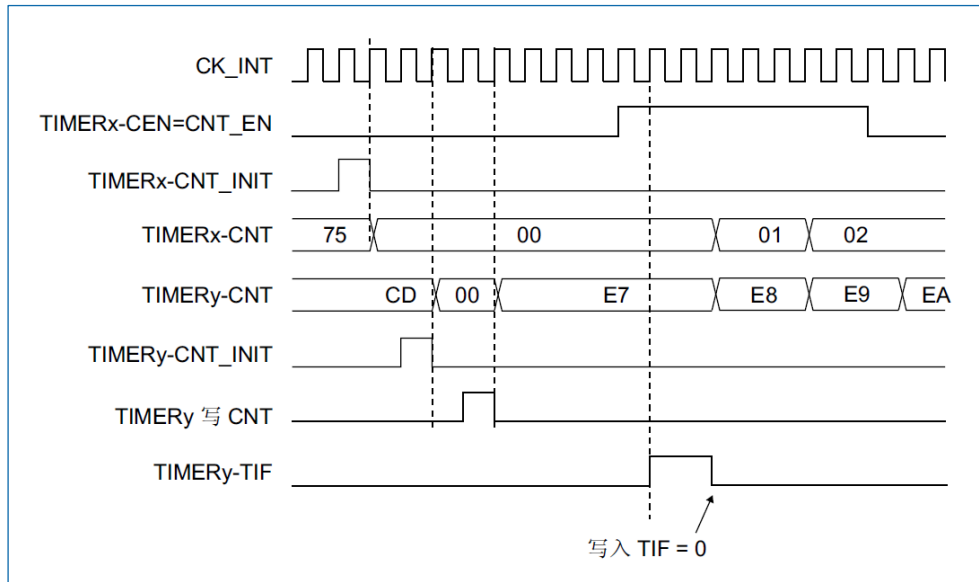 CK_INT
TIMERx-CEN=CNT_EN
TIMERx-CNT_INIT
TIMERx-CNT 75 00 01 02
TIMERy-CNT CD 00 E7 E8 E9 EA
TIMERy-CNT_INIT
TIMERy 写 CNT
TIMERy-TIF
写入 TIF = 0